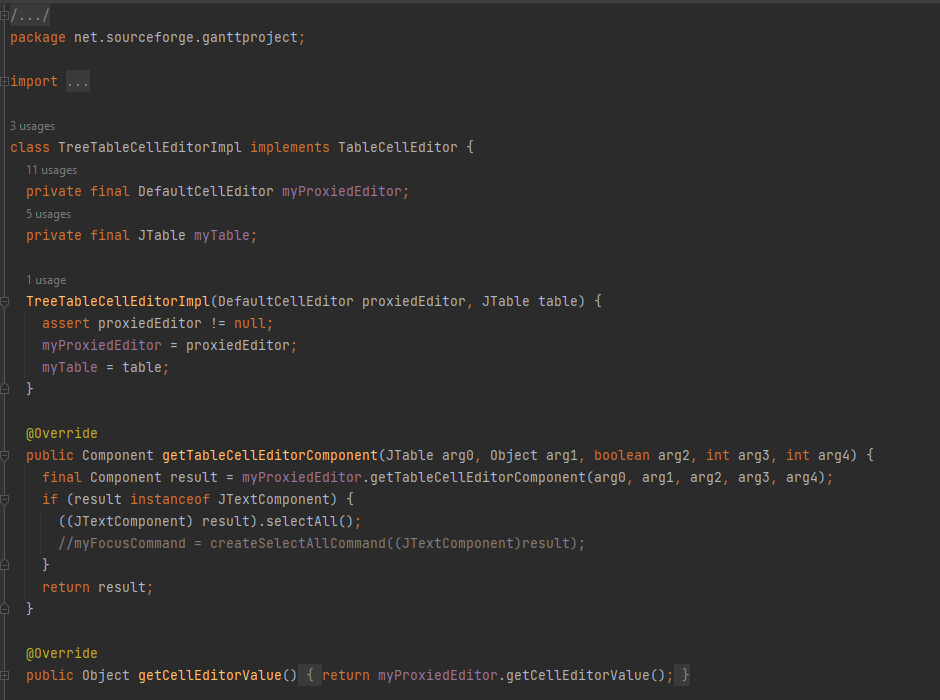 /.../
package net.sourceforge.ganttproject;
import ...
3 usages
class TreeTableCellEditorImpl implements TableCellEditor {
11 usages
private final DefaultCellEditor myProxiedEditor;
5 usages
private final JTable myTable;
1 usage
TreeTableCellEditorImpl(DefaultCellEditor proxiedEditor, JTable table) {
assert proxiedEditor != null;
myProxiedEditor = proxiedEditor;
myTable = table;
}
@Override
public Component getTableCellEditorComponent(JTable arg0, Object arg1, boolean arg2, int arg3, int arg4) {
final Component result = myProxiedEditor.getTableCellEditorComponent(arg0, arg1, arg2, arg3, arg4);
if (result instanceof JTextComponent) {
((JTextComponent) result).selectAll();
//myFocusCommand = createSelectAllCommand((JTextComponent)result);
}
return result;
}
@Override
public Object getCellEditorValue() { return myProxiedEditor.getCellEditorValue(); }